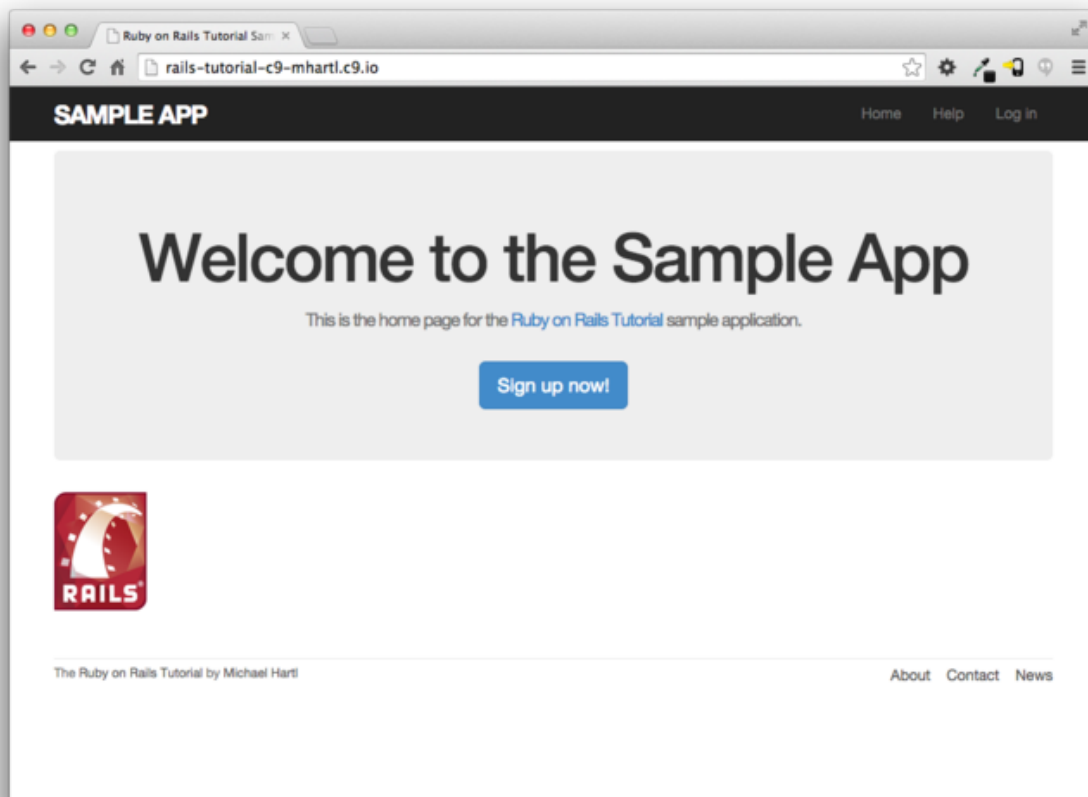 Ruby on Rails Tutorial Sam
rails-tutorial-c9-mhartl.c9.io
SAMPLE APP
Home Help Log in
Welcome to the Sample App
This is the home page for the Ruby on Rails Tutorial sample application.
Sign up now!
RAILS
The Ruby on Rails Tutorial by Michael Hartl
About Contact News